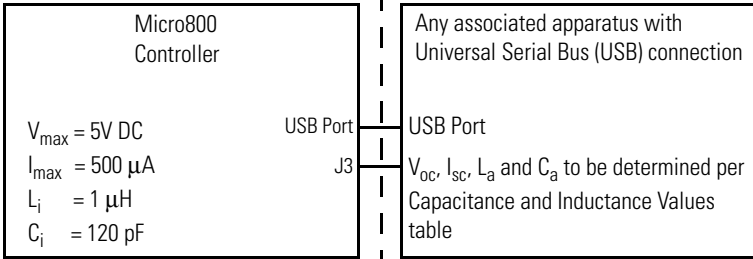 Micro800
Controller
V_max = 5V DC
I_max = 500 μA
L_i = 1 μH
C_i = 120 pF
USB Port
J3
Any associated apparatus with
Universal Serial Bus (USB) connection
USB Port
V_oc, I_sc, L_a and C_a to be determined per
Capacitance and Inductance Values
table